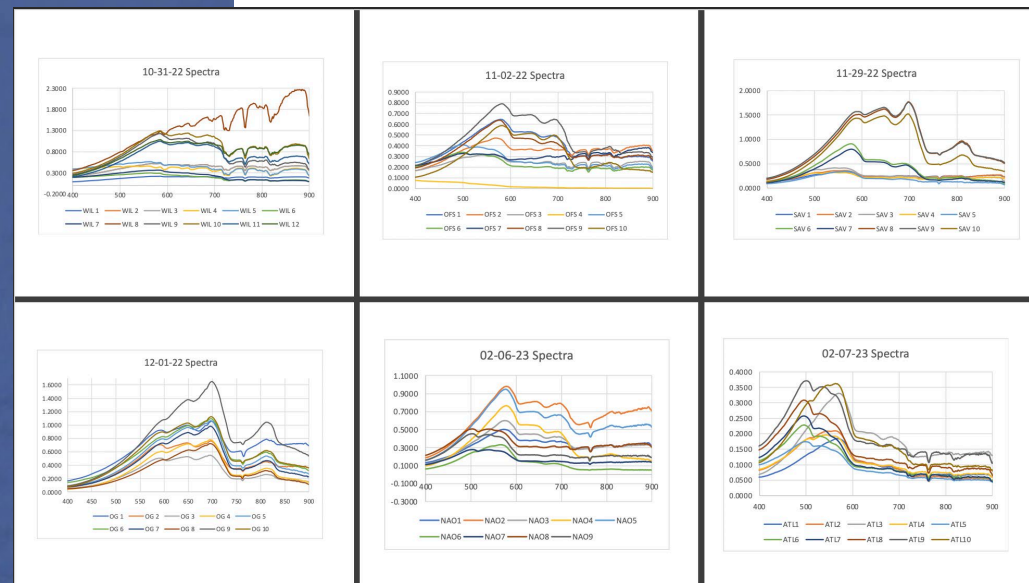 10-31-22 Spectra
2.3000
1.8000
1.3000
0.8000
0.3000
-0.2000
400 500 600 700 800 900
WIL 1 WIL 2 WIL 3 WIL 4 WIL 5 WIL 6
WIL 7 WIL 8 WIL 9 WIL 10 WIL 11 WIL 12
11-02-22 Spectra
0.9000
0.8000
0.7000
0.6000
0.5000
0.4000
0.3000
0.2000
0.1000
0.0000
400 500 600 700 800 900
OFS 1 OFS 2 OFS 3 OFS 4 OFS 5
OFS 6 OFS 7 OFS 8 OFS 9 OFS 10
11-29-22 Spectra
2.0000
1.5000
1.0000
0.5000
0.0000
400 500 600 700 800 900
SAV 1 SAV 2 SAV 3 SAV 4 SAV 5
SAV 6 SAV 7 SAV 8 SAV 9 SAV 10
12-01-22 Spectra
1.6000
1.4000
1.2000
1.0000
0.8000
0.6000
0.4000
0.2000
0.0000
400 450 500 550 600 650 700 750 800 850 900
OG 1 OG 2 OG 3 OG 4 OG 5
OG 6 OG 7 OG 8 OG 9 OG 10
02-06-23 Spectra
1.1000
0.9000
0.7000
0.5000
0.3000
0.1000
-0.1000
-0.3000
400 500 600 700 800 900
NAO1 NAO2 NAO3 NAO4 NAO5
NAO6 NAO7 NAO8 NAO9
02-07-23 Spectra
0.4000
0.3500
0.3000
0.2500
0.2000
0.1500
0.1000
0.0500
0.0000
400 500 600 700 800 900
ATL1 ATL2 ATL3 ATL4 ATL5
ATL6 ATL7 ATL8 ATL9 ATL10